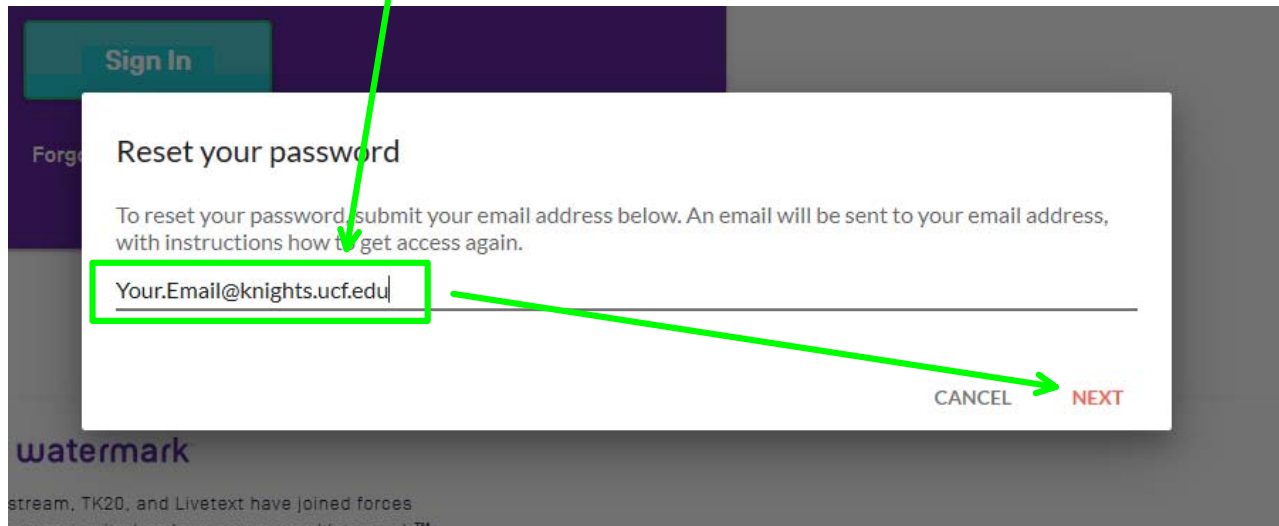 Sign In
Forgo
Reset your password
To reset your password, submit your email address below. An email will be sent to your email address,
with instructions how to get access again.
Your.Email@knights.ucf.edu
CANCEL NEXT
watermark
stream, TK20, and Livetext have joined forces